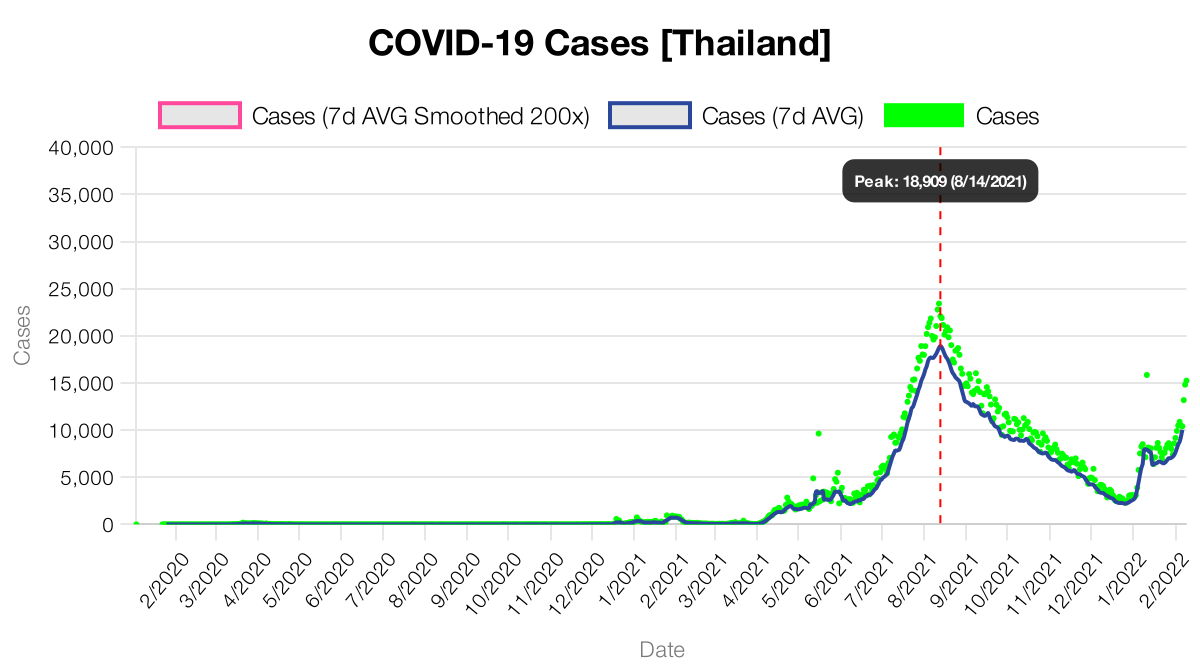 COVID-19 Cases [Thailand]
Cases (7d AVG Smoothed 200x) Cases (7d AVG) Cases
40,000
Peak: 18,909 (8/14/2021)
35,000
30,000
25,000
20,000
15,000
10,000
5,000
0
Cases
2/2020 3/2020 4/2020 5/2020 6/2020 7/2020 8/2020 9/2020 10/2020 11/2020 12/2020 1/2021 2/2021 3/2021 4/2021 5/2021 6/2021 7/2021 8/2021 9/2021 10/2021 11/2021 12/2021 1/2022 2/2022
Date